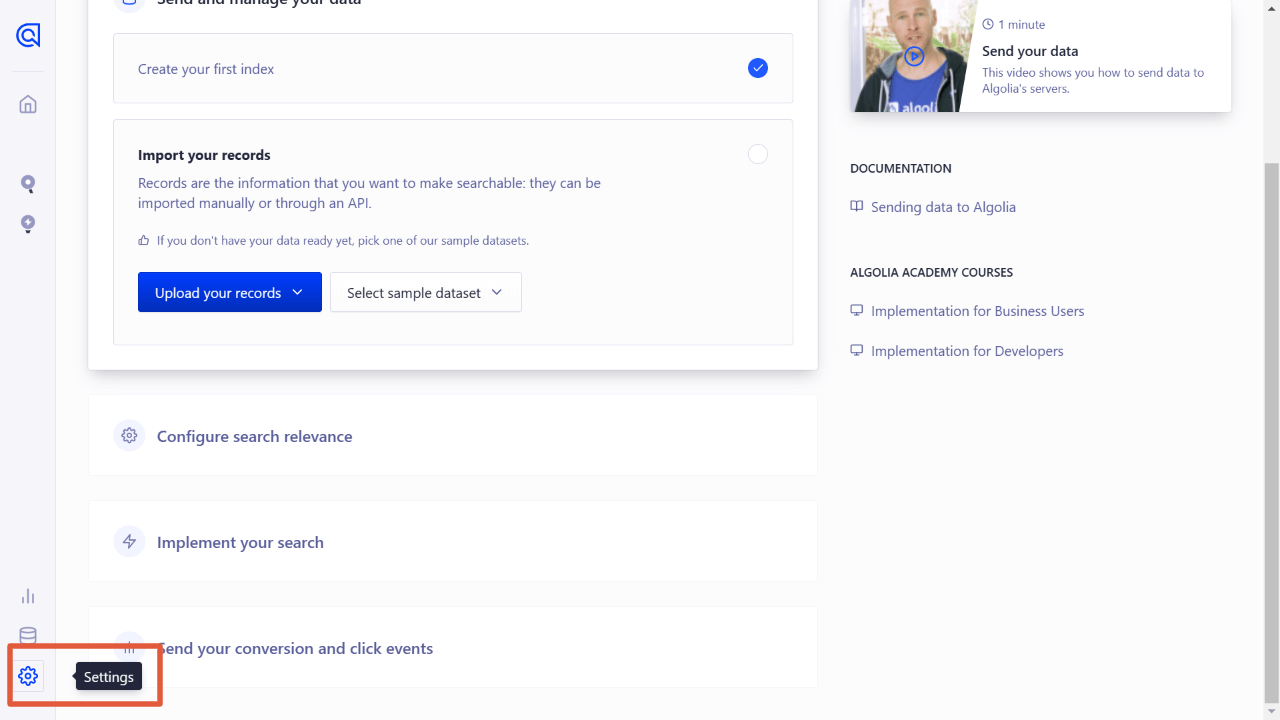 Send and manage your data
Create your first index
Import your records
Records are the information that you want to make searchable: they can be
imported manually or through an API.
If you don't have your data ready yet, pick one of our sample datasets.
Upload your records
Select sample dataset
Configure search relevance
Implement your search
Send your conversion and click events
Settings
1 minute
Send your data
This video shows you how to send data to
Algolia's servers.
DOCUMENTATION
Sending data to Algolia
ALGOLIA ACADEMY COURSES
Implementation for Business Users
Implementation for Developers